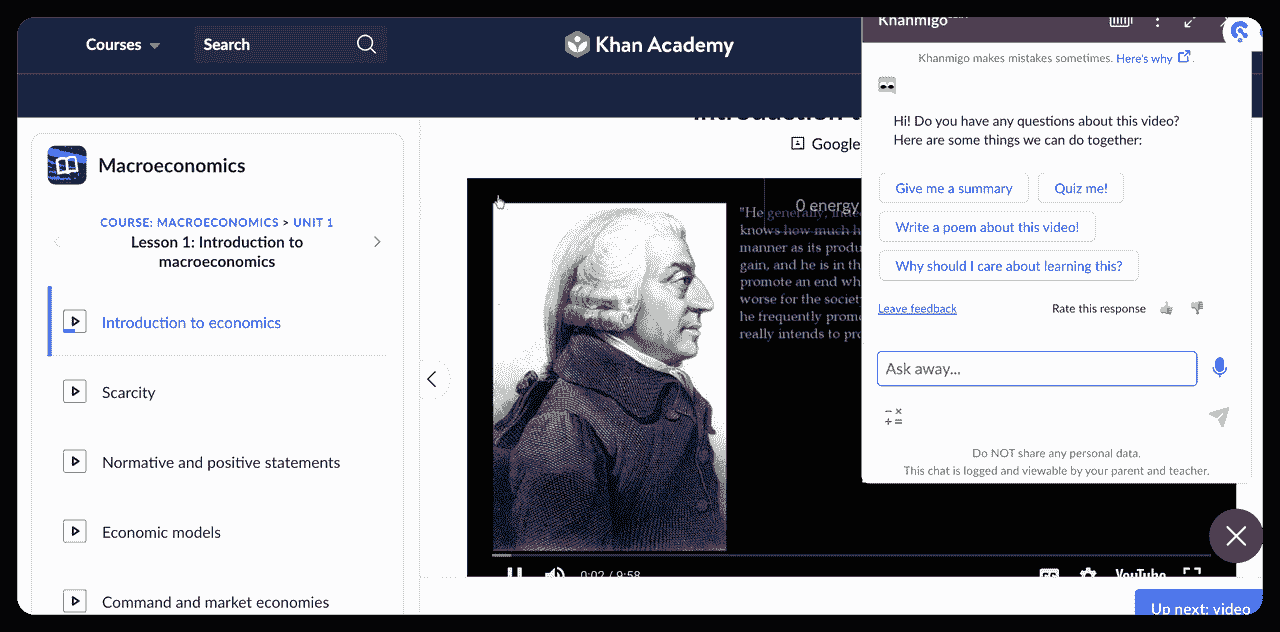 Courses
Search
Khan Academy
Macroeconomics
COURSE: MACROECONOMICS > UNIT 1
Lesson 1: Introduction to
macroeconomics
Introduction to economics
Scarcity
Normative and positive statements
Economic models
Command and market economies
Google
0 energy
"He generally, indeed
knows how much h
manner as its produ
gain, and he is in th
promote an end wh
worse for the societ
he frequently promo
really intends to pro
0:02 / 9:58
CC
YouTube
Up next: video
Khanmigo
Khanmigo makes mistakes sometimes. Here's why
Hi! Do you have any questions about this video?
Here are some things we can do together:
Give me a summary
Quiz me!
Write a poem about this video!
Why should I care about learning this?
Leave feedback
Rate this response
Ask away...
Do NOT share any personal data.
This chat is logged and viewable by your parent and teacher.